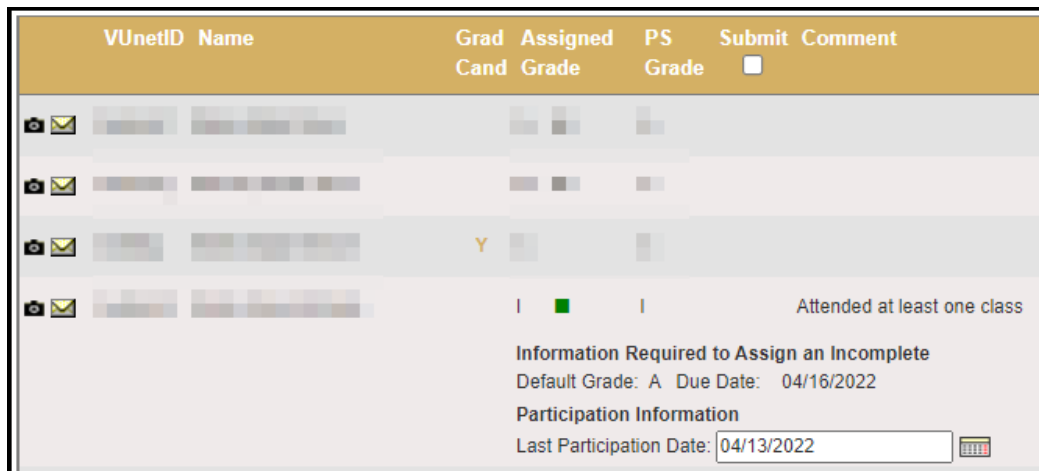 VUnetID Name Grad Assigned PS Submit Comment
Cand Grade Grade
Y
I I Attended at least one class
Information Required to Assign an Incomplete
Default Grade: A Due Date: 04/16/2022
Participation Information
Last Participation Date: 04/13/2022